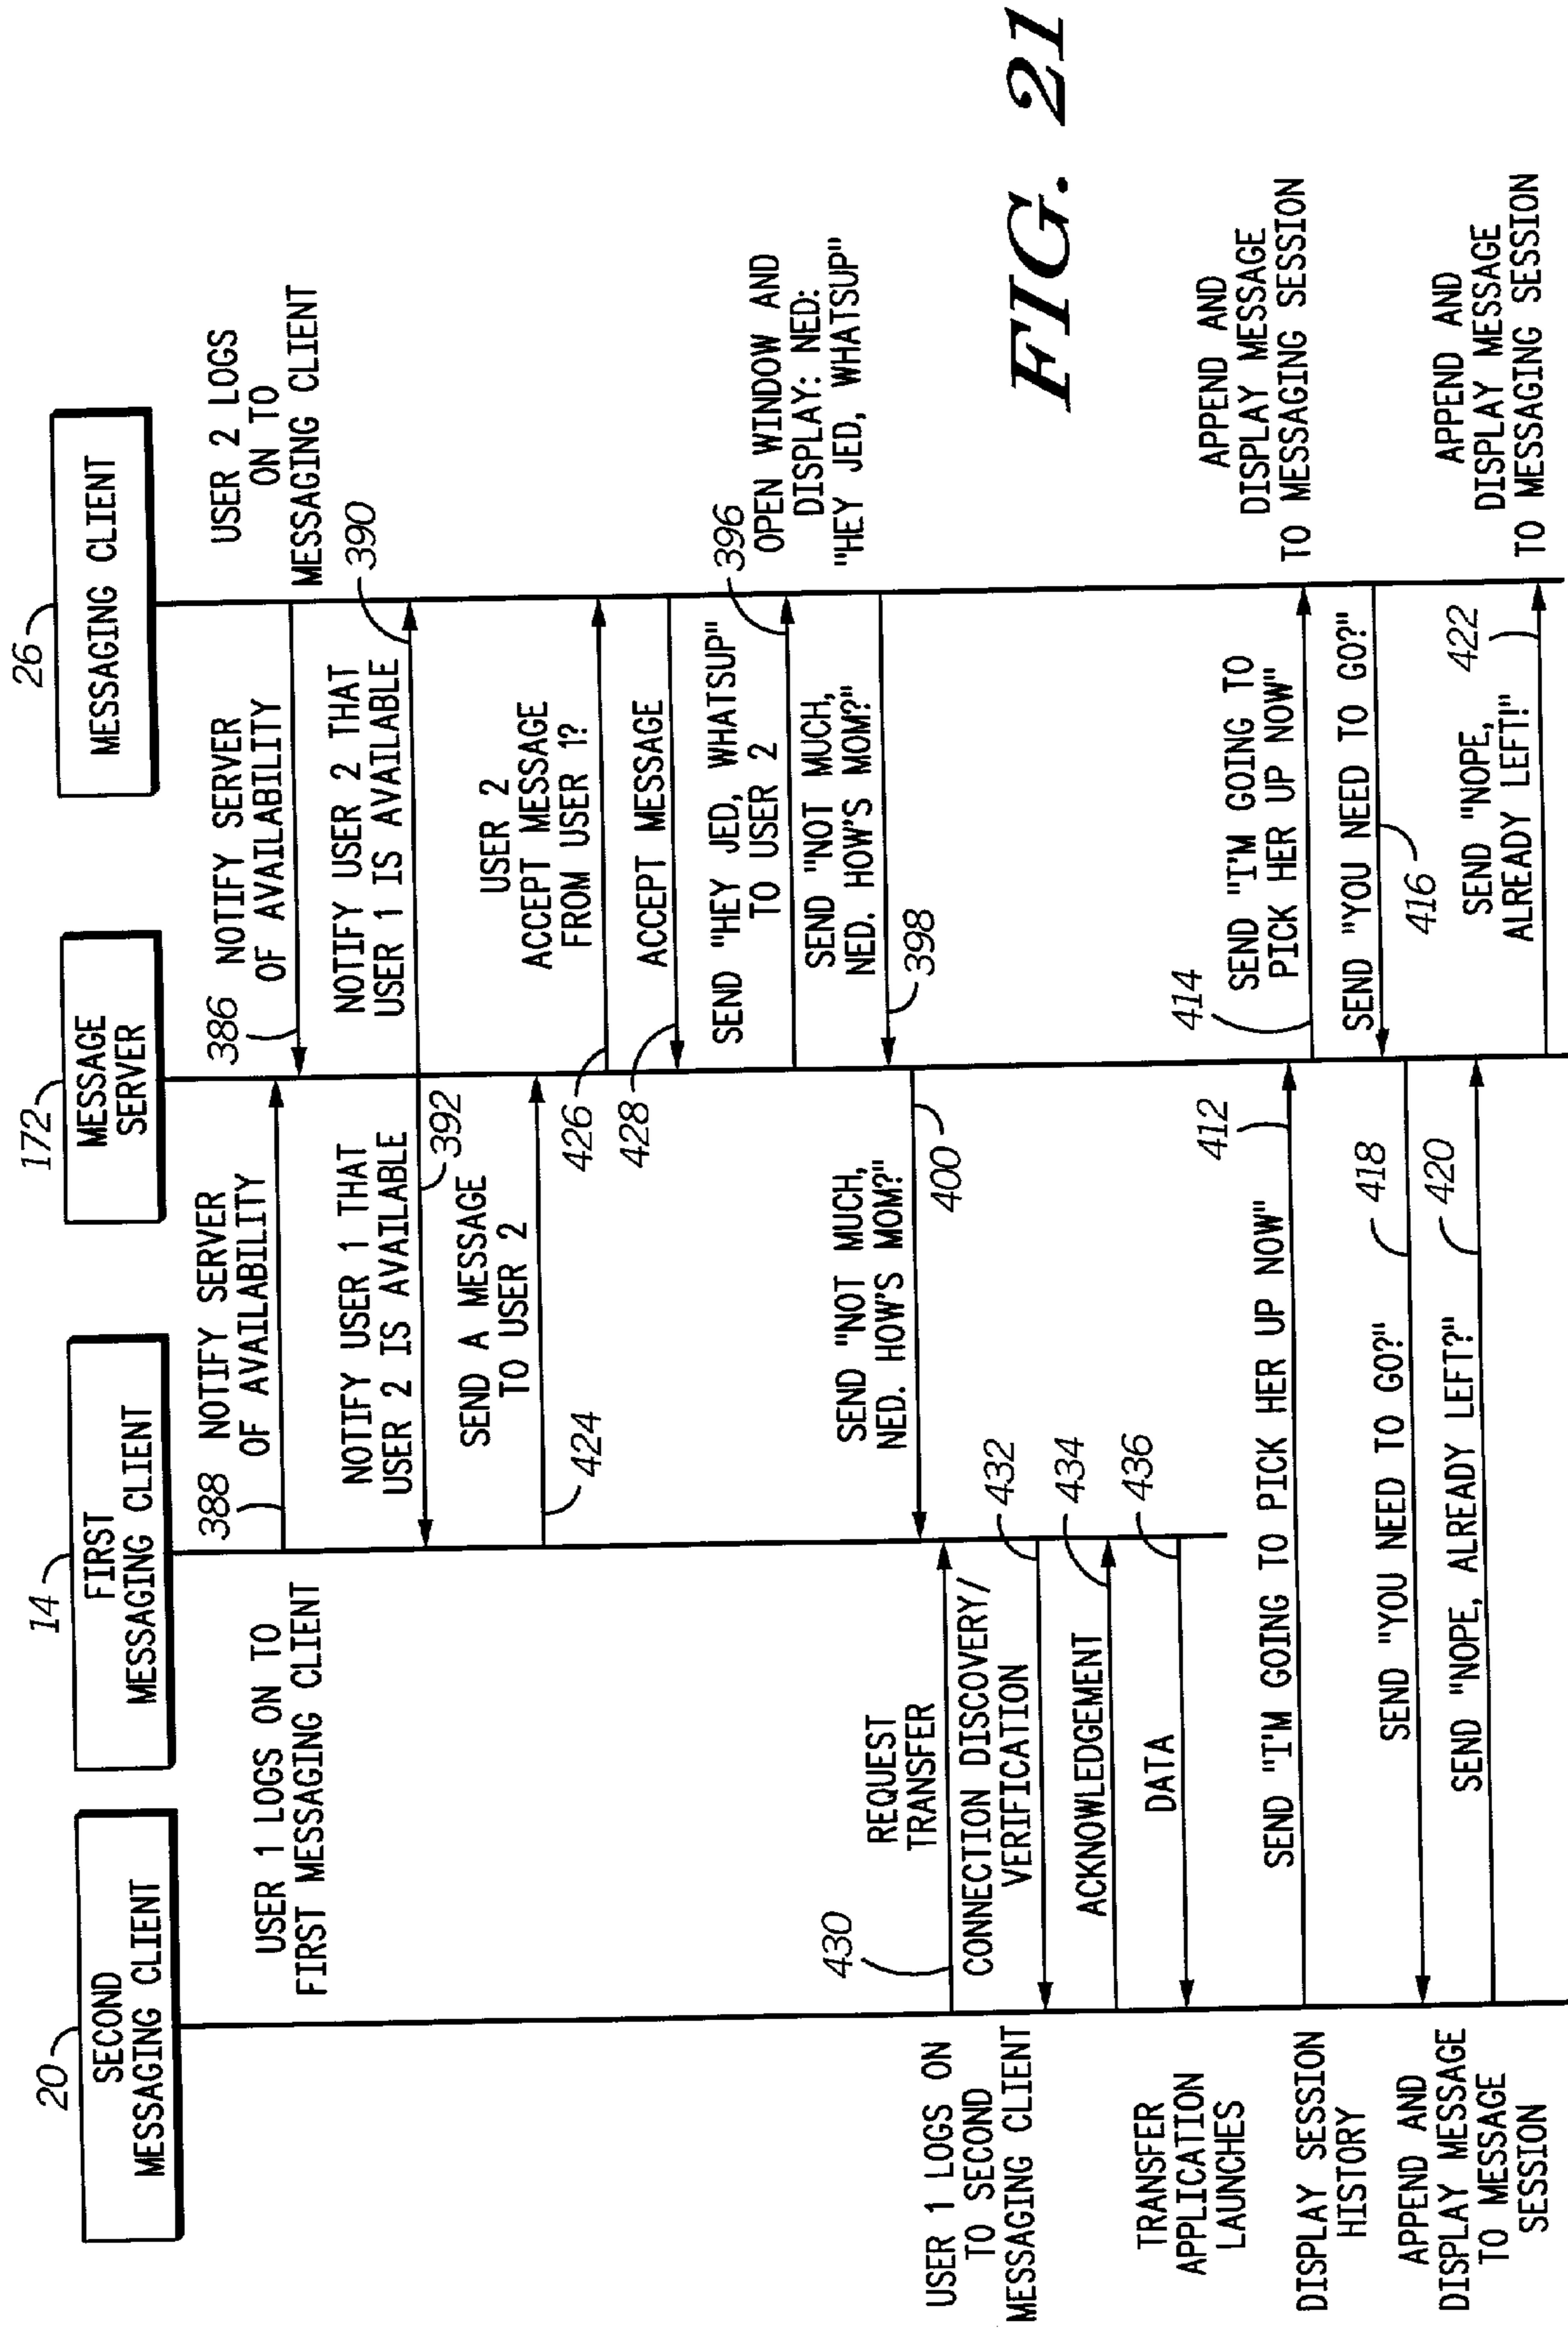 20
SECOND
MESSAGING CLIENT
14
FIRST
MESSAGING CLIENT
172
MESSAGE
SERVER
26
MESSAGING CLIENT
USER 1 LOGS ON TO
FIRST MESSAGING CLIENT
388
NOTIFY SERVER
OF AVAILABILITY
386
NOTIFY SERVER
OF AVAILABILITY
USER 2 LOGS
ON TO
MESSAGING CLIENT
NOTIFY USER 1 THAT
USER 2 IS AVAILABLE
392
NOTIFY USER 2 THAT
USER 1 IS AVAILABLE
390
SEND A MESSAGE
TO USER 2
424
USER 2
ACCEPT MESSAGE
FROM USER 1?
426
ACCEPT MESSAGE
428
SEND "HEY JED, WHATSUP"
TO USER 2
396
OPEN WINDOW AND
DISPLAY: NED:
"HEY JED, WHATSUP"
SEND "NOT MUCH,
NED. HOW'S MOM?"
398
SEND "NOT MUCH,
NED. HOW'S MOM?"
400
USER 1 LOGS ON
TO SECOND
MESSAGING CLIENT
430
REQUEST
TRANSFER
CONNECTION DISCOVERY/
VERIFICATION
432
ACKNOWLEDGEMENT
434
DATA
436
TRANSFER
APPLICATION
LAUNCHES
DISPLAY SESSION
HISTORY
SEND "I'M GOING TO PICK HER UP NOW"
412
414
SEND "I'M GOING TO
PICK HER UP NOW"
APPEND AND
DISPLAY MESSAGE
TO MESSAGING SESSION
SEND "YOU NEED TO GO?"
416
APPEND AND
DISPLAY MESSAGE
TO MESSAGE
SESSION
SEND "YOU NEED TO GO?"
418
SEND "NOPE, ALREADY LEFT?"
420
SEND "NOPE,
ALREADY LEFT!"
422
APPEND AND
DISPLAY MESSAGE
TO MESSAGING SESSION
FIG. 21